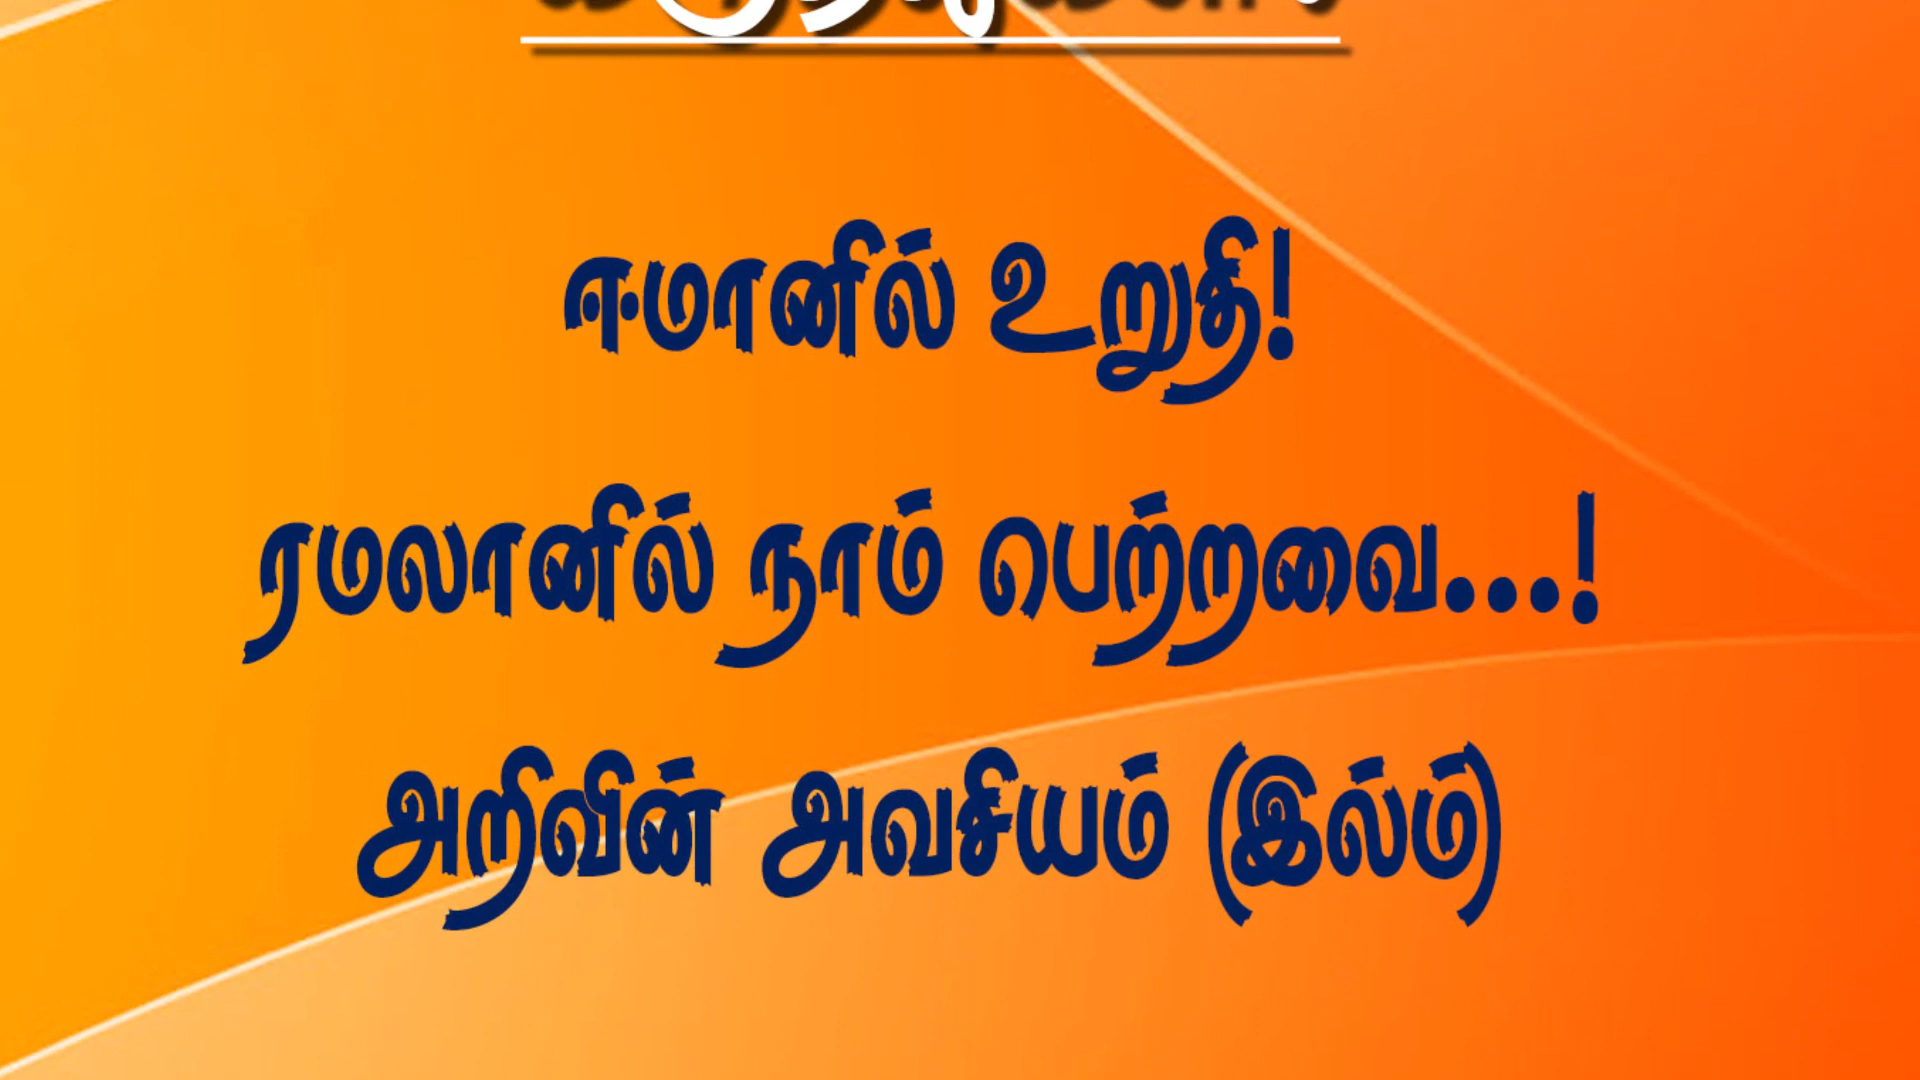 ஈமானில் உறுதி!
ரமலானில் நாம் பெற்றவை...!
அறிவின் அவசியம் (இல்ம்)